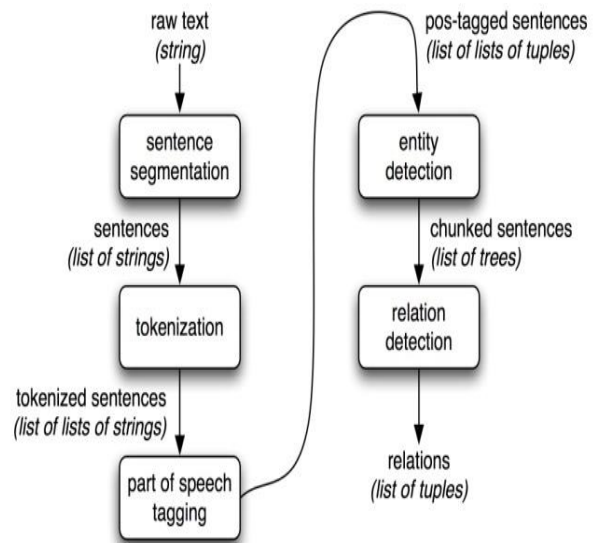 raw text
(string)
sentence
segmentation
sentences
(list of strings)
tokenization
tokenized sentences
(list of lists of strings)
part of speech
tagging
pos-tagged sentences
(list of lists of tuples)
entity
detection
chunked sentences
(list of trees)
relation
detection
relations
(list of tuples)